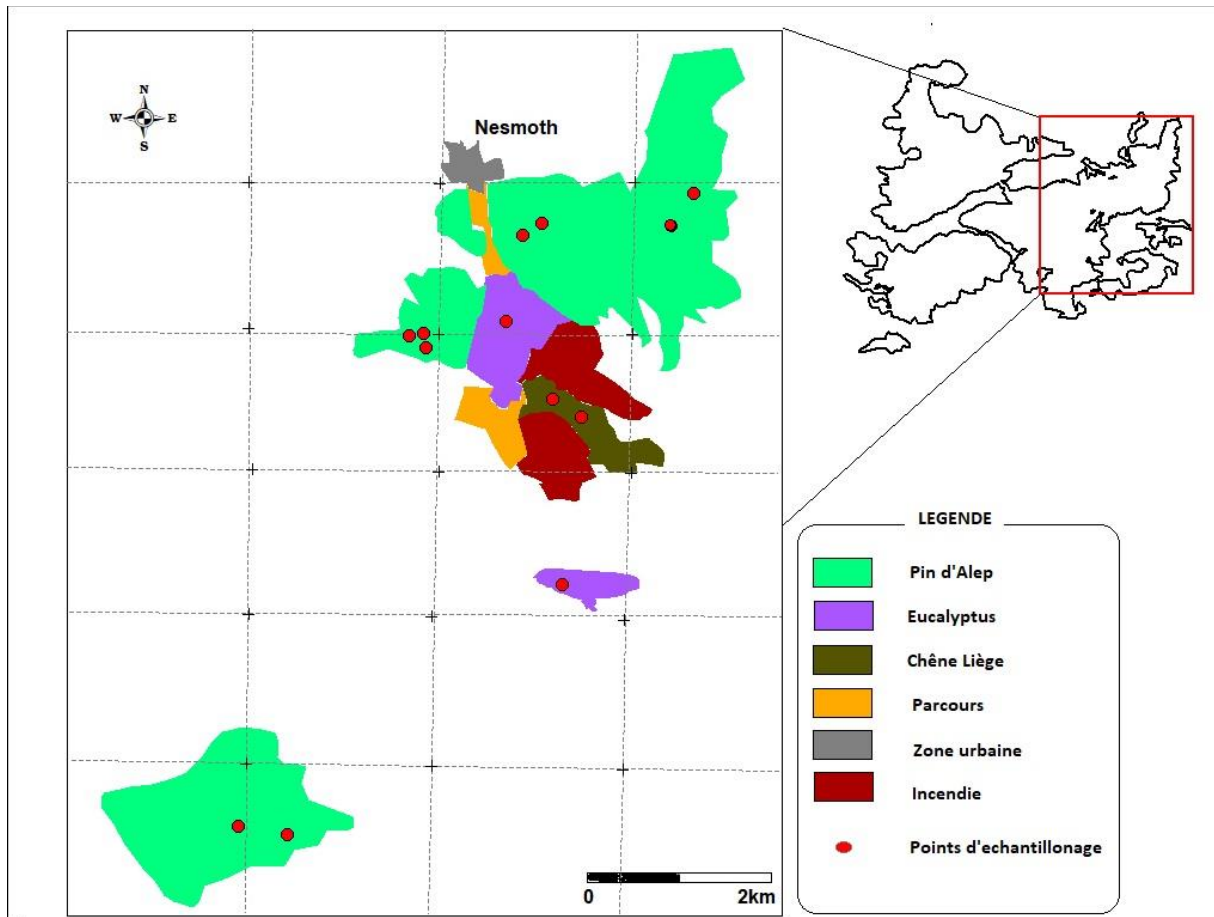 N
W E
S
Nesmoth
0 2km
LEGENDE
Pin d'Alep
Eucalyptus
Chêne Liège
Parcours
Zone urbaine
Incendie
Points d'echantillonage